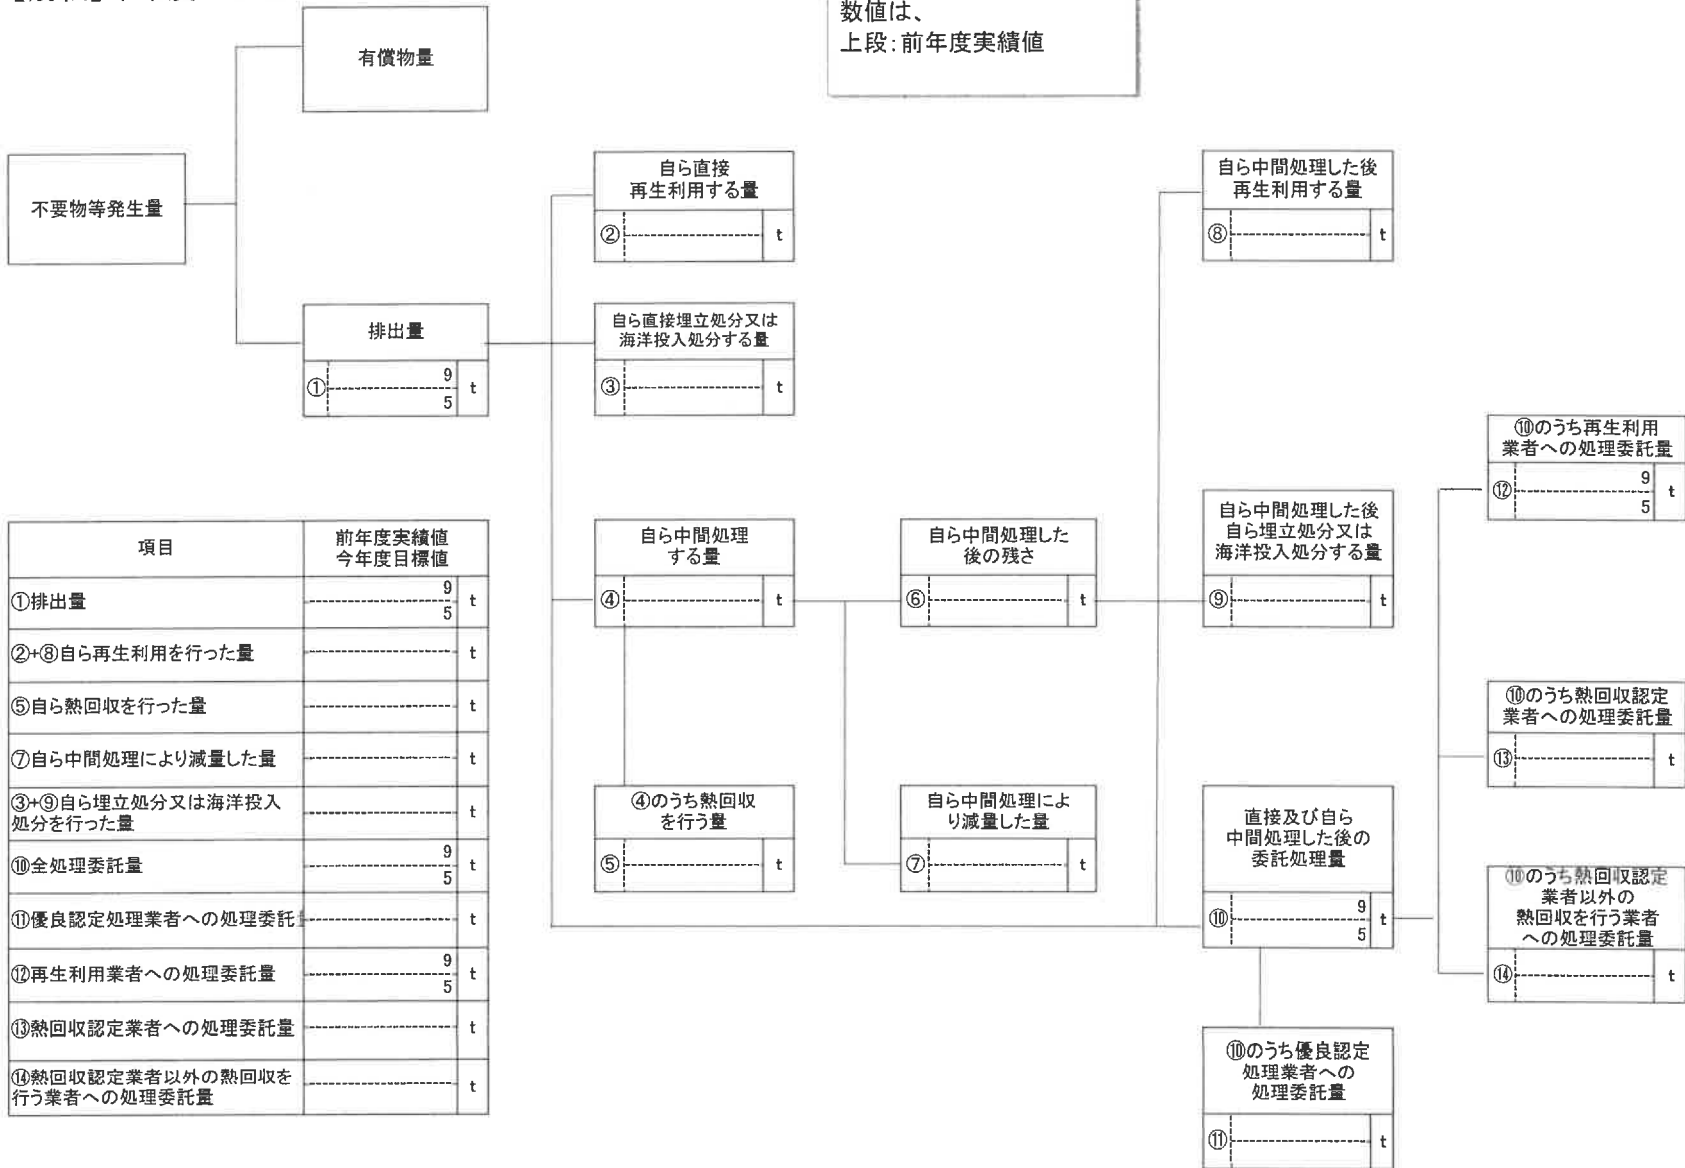 数値は、
上段:前年度実績値
有償物量
不要物等発生量
排出量
① 9 t
5
自ら直接
再生利用する量
② t
自ら直接埋立処分又は
海洋投入処分する量
③ t
自ら中間処理
する量
④ t
④のうち熱回収
を行う量
⑤ t
自ら中間処理した
後の残さ
⑥ t
自ら中間処理によ
り減量した量
⑦ t
自ら中間処理した後
再生利用する量
⑧ t
自ら中間処理した後
自ら埋立処分又は
海洋投入処分する量
⑨ t
直接及び自ら
中間処理した後の
委託処理量
⑩ 9 t
5
⑩のうち優良認定
処理業者への
処理委託量
⑪ t
⑩のうち再生利用
業者への処理委託量
⑫ 9 t
5
⑩のうち熱回収認定
業者への処理委託量
⑬ t
⑩のうち熱回収認定
業者以外の
熱回収を行う業者
への処理委託量
⑭ t
項目 前年度実績値
今年度目標値
①排出量 9 t
5
②+⑧自ら再生利用を行った量 t
⑤自ら熱回収を行った量 t
⑦自ら中間処理により減量した量 t
③+⑨自ら埋立処分又は海洋投入
処分を行った量 t
⑩全処理委託量 9 t
5
⑪優良認定処理業者への処理委託 t
⑫再生利用業者への処理委託量 9 t
5
⑬熱回収認定業者への処理委託量 t
⑭熱回収認定業者以外の熱回収を
行う業者への処理委託量 t